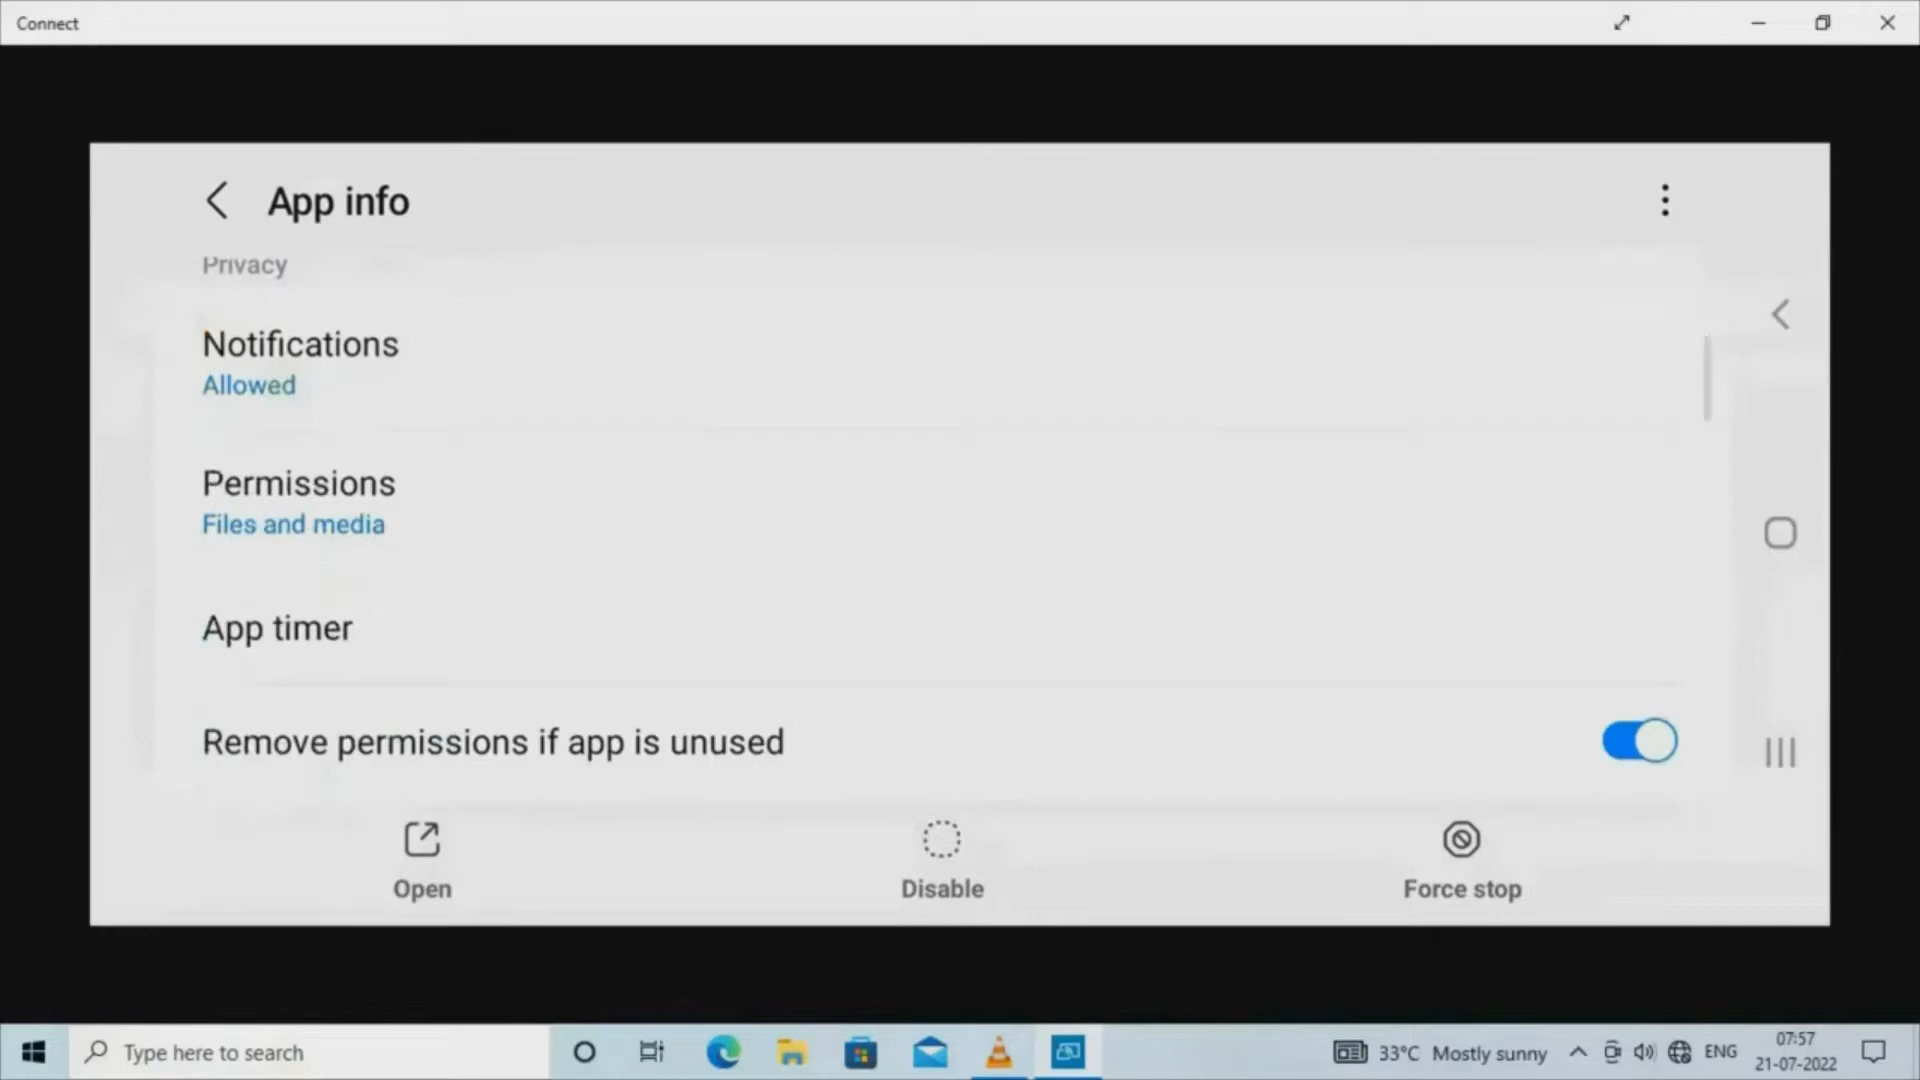 Connect
App info
Privacy
Notifications
Allowed
Permissions
Files and media
App timer
Remove permissions if app is unused
Open
Disable
Force stop
Type here to search
33°C Mostly sunny
ENG
07:57
21-07-2022